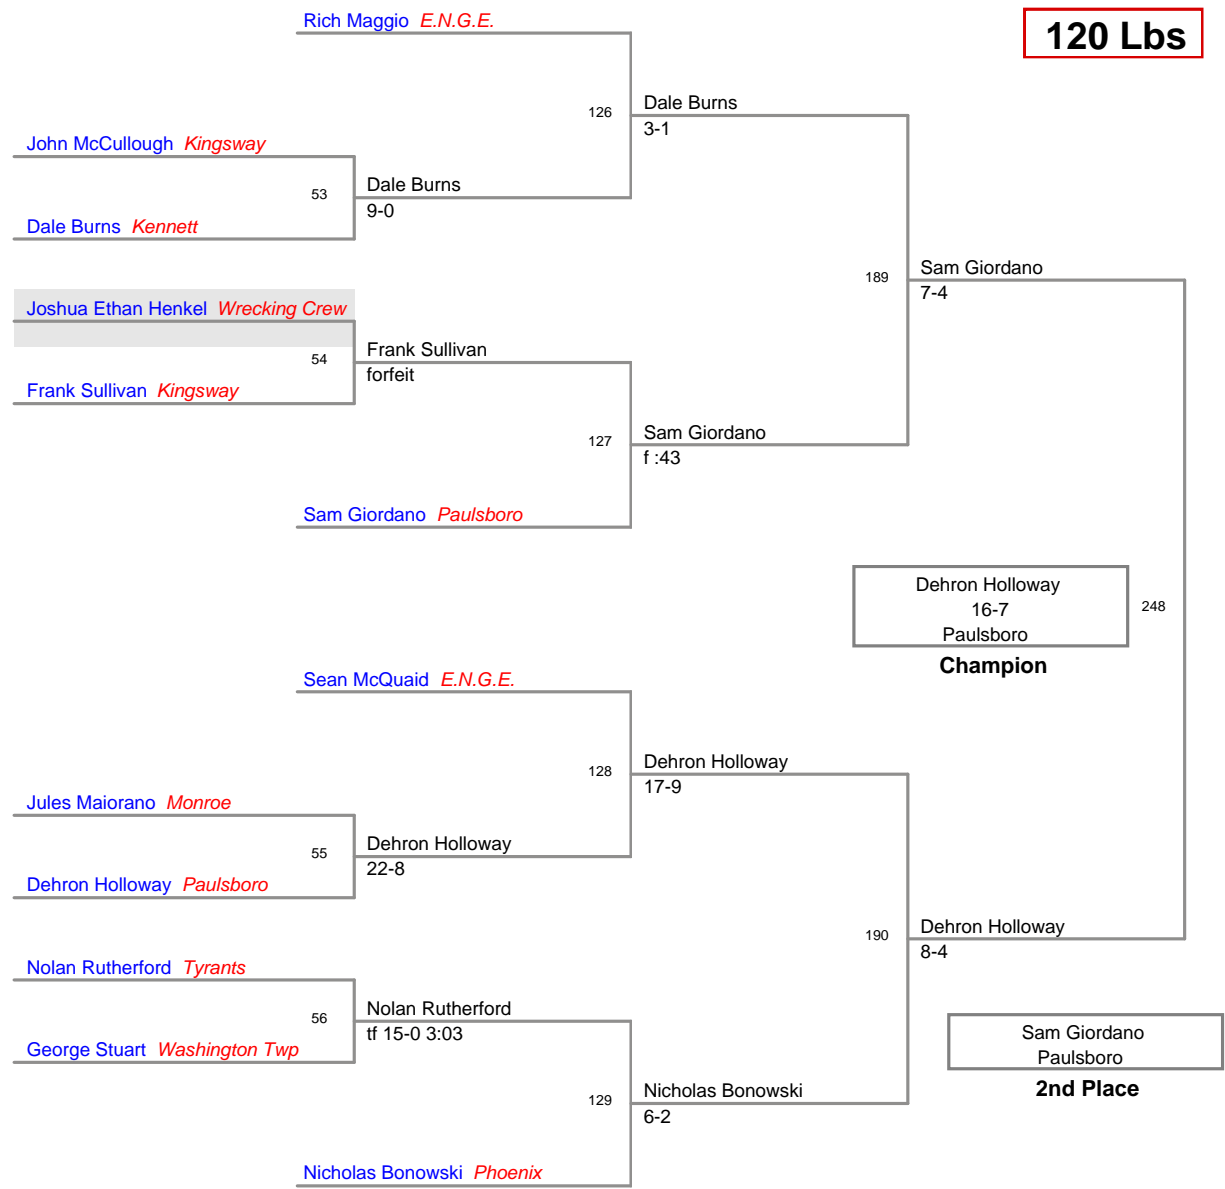 Rich Maggio E.N.G.E.
120 Lbs
126
Dale Burns
3-1
John McCullough Kingsway
53
Dale Burns
9-0
Dale Burns Kennett
189
Sam Giordano
7-4
Joshua Ethan Henkel Wrecking Crew
54
Frank Sullivan
forfeit
Frank Sullivan Kingsway
127
Sam Giordano
f :43
Sam Giordano Paulsboro
Dehron Holloway
16-7
Paulsboro
248
Champion
Sean McQuaid E.N.G.E.
128
Dehron Holloway
17-9
Jules Maiorano Monroe
55
Dehron Holloway
22-8
Dehron Holloway Paulsboro
190
Dehron Holloway
8-4
Nolan Rutherford Tyrants
56
Nolan Rutherford
tf 15-0 3:03
George Stuart Washington Twp
Sam Giordano
Paulsboro
2nd Place
129
Nicholas Bonowski
6-2
Nicholas Bonowski Phoenix